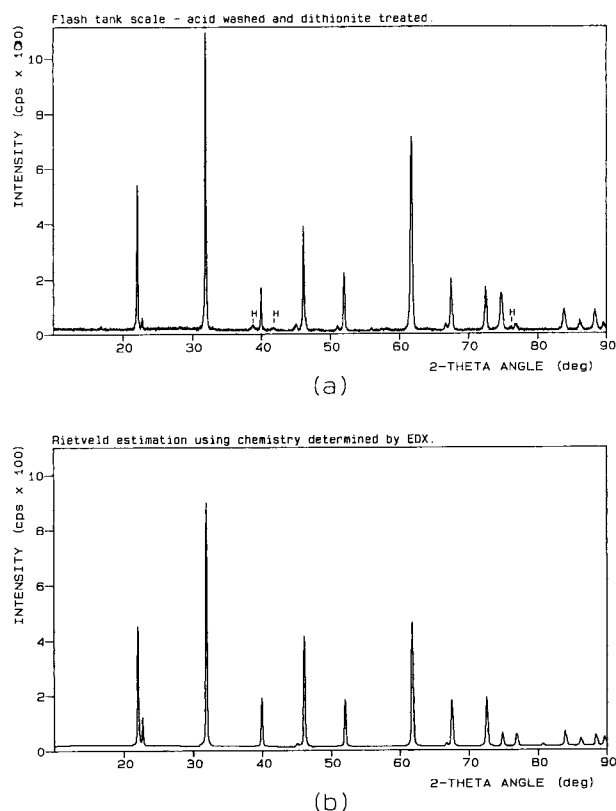 Flash tank scale - acid washed and dithionite treated.
INTENSITY (cps x 100)
10
8
6
4
2
0
H H H
20 30 40 50 60 70 80 90
2-THETA ANGLE (deg)
(a)
Rietveld estimation using chemistry determined by EDX.
INTENSITY (cps x 100)
10
8
6
4
2
0
20 30 40 50 60 70 80 90
2-THETA ANGLE (deg)
(b)